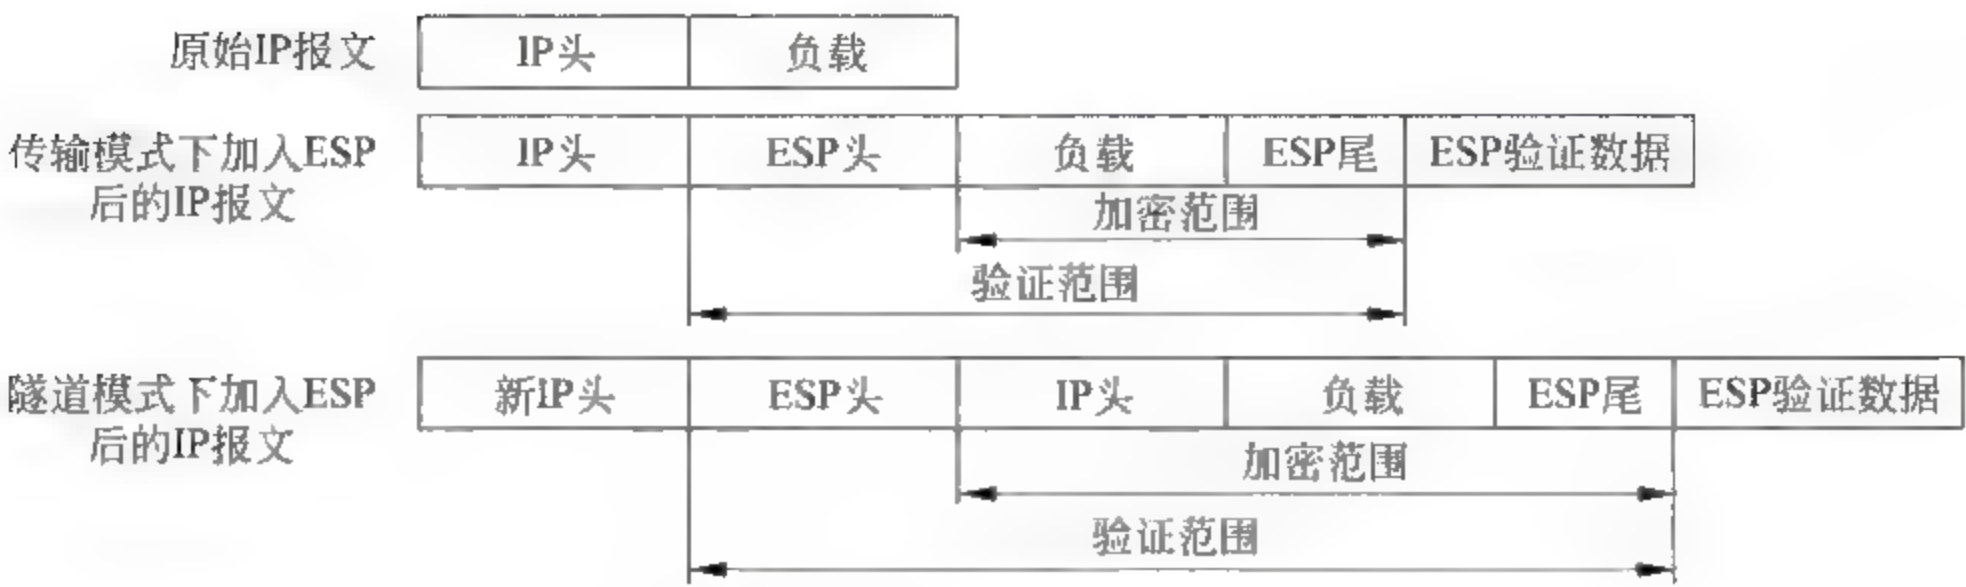 原始IP报文 IP头 负载
传输模式下加入ESP后的IP报文 IP头 ESP头 负载 ESP尾 ESP验证数据
加密范围
验证范围
隧道模式下加入ESP后的IP报文 新IP头 ESP头 IP头 负载 ESP尾 ESP验证数据
加密范围
验证范围